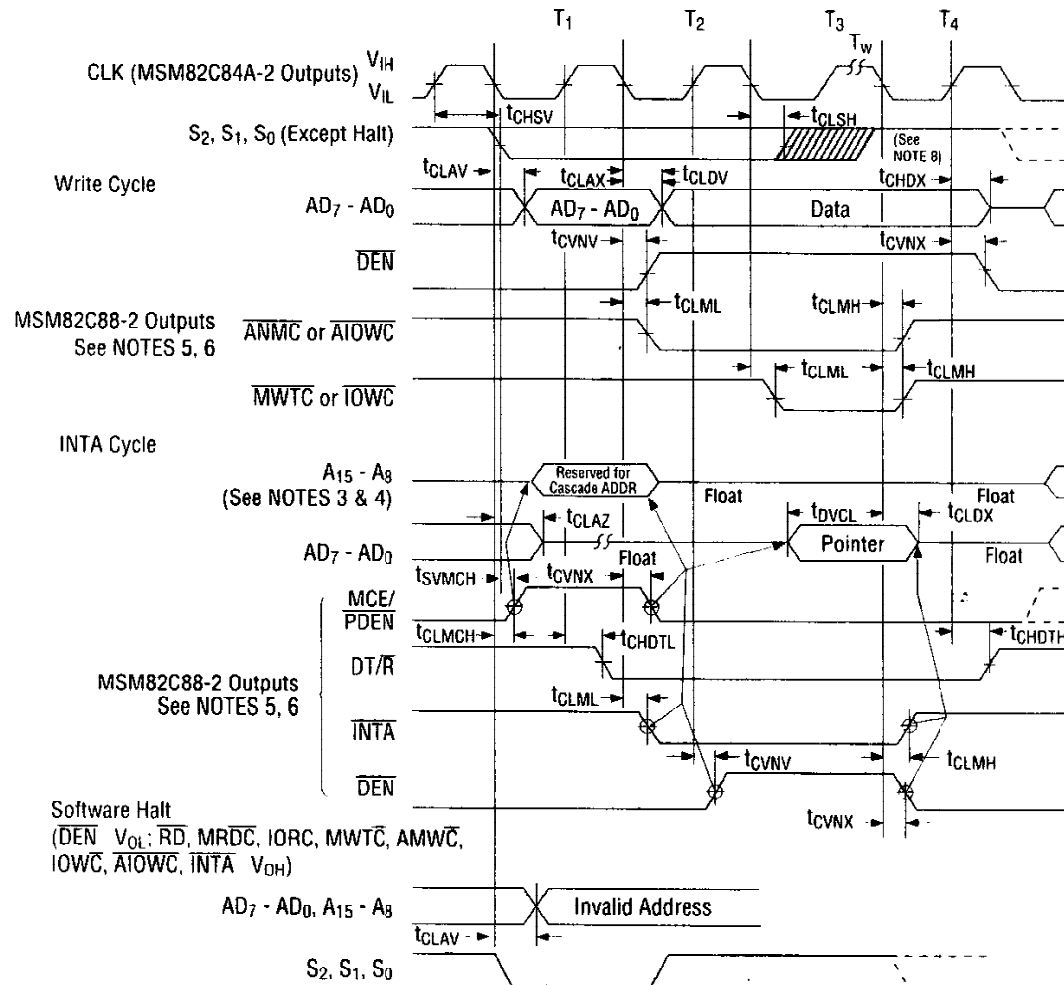 T1 T2 T3 T4
TW
CLK (MSM82C84A-2 Outputs) VIH
VIL
tCHSV tCLSH
S2, S1, S0 (Except Halt)
(See
NOTE 8)
tCLAV tCLAX tCLDV tCHDX
Write Cycle
AD7 - AD0 AD7 - AD0 Data
tCVNV tCVNX
DEN
tCLML tCLMH
MSM82C88-2 Outputs
See NOTES 5, 6
ANMC or AIOWC
tCLML tCLMH
MWTC or IOWC
INTA Cycle
A15 - A8
(See NOTES 3 & 4)
Reserved for
Cascade ADDR
Float Float
tCLAZ tDVCL tCLDX
AD7 - AD0 Float Pointer Float
tSVMCH tCVNX
MCE/
PDEN
tCLMCH tCHDTL tCHDTH
DT/R
MSM82C88-2 Outputs
See NOTES 5, 6
tCLML
INTA
tCVNV tCLMH
DEN
tCVNX
Software Halt
(DEN VOL; RD, MRDC, IORC, MWTC, AMWC,
IOWC, AIOWC, INTA VOH)
AD7 - AD0, A15 - A8 Invalid Address
tCLAV
S2, S1, S0